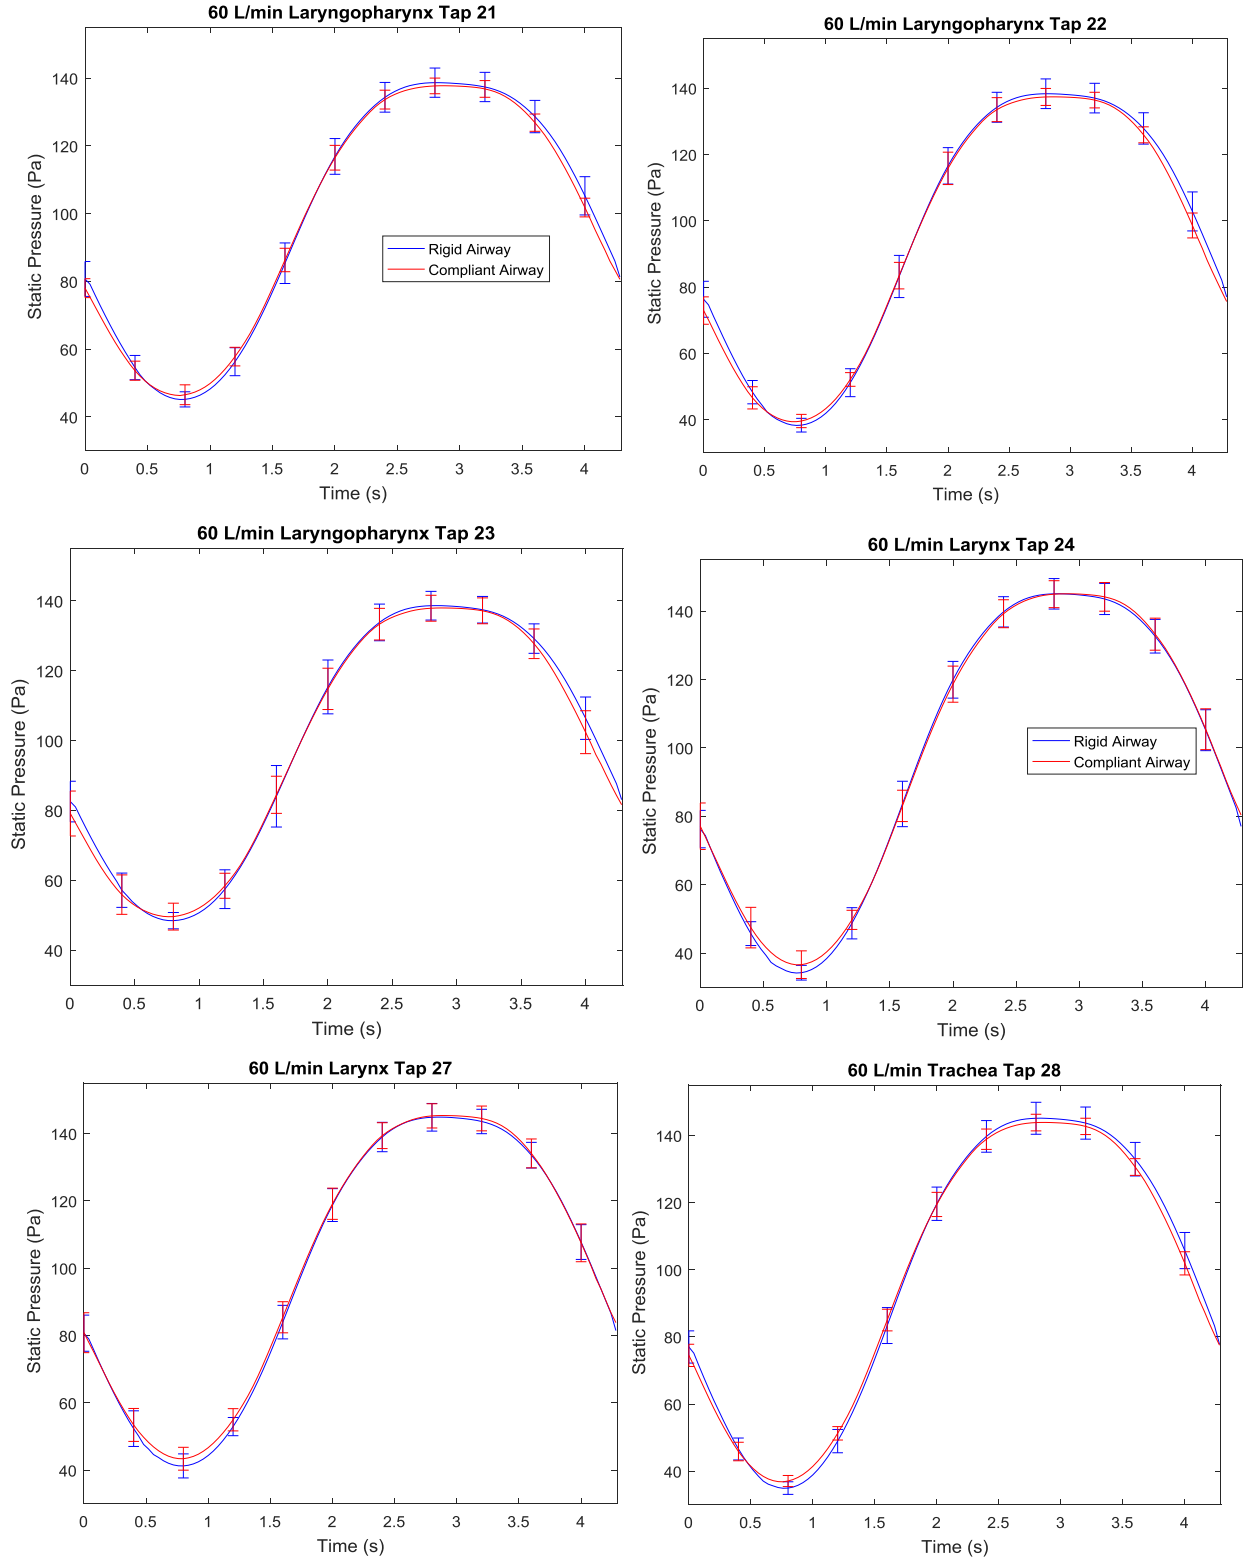 60 L/min Laryngopharynx Tap 21
Static Pressure (Pa)
140
120
100
80
60
40
Rigid Airway
Compliant Airway
0 0.5 1 1.5 2 2.5 3 3.5 4
Time (s)
60 L/min Laryngopharynx Tap 22
Static Pressure (Pa)
140
120
100
80
60
40
0 0.5 1 1.5 2 2.5 3 3.5 4
Time (s)
60 L/min Laryngopharynx Tap 23
Static Pressure (Pa)
140
120
100
80
60
40
0 0.5 1 1.5 2 2.5 3 3.5 4
Time (s)
60 L/min Larynx Tap 24
Static Pressure (Pa)
140
120
100
80
60
40
Rigid Airway
Compliant Airway
0 0.5 1 1.5 2 2.5 3 3.5 4
Time (s)
60 L/min Larynx Tap 27
Static Pressure (Pa)
140
120
100
80
60
40
0 0.5 1 1.5 2 2.5 3 3.5 4
Time (s)
60 L/min Trachea Tap 28
Static Pressure (Pa)
140
120
100
80
60
40
0 0.5 1 1.5 2 2.5 3 3.5 4
Time (s)